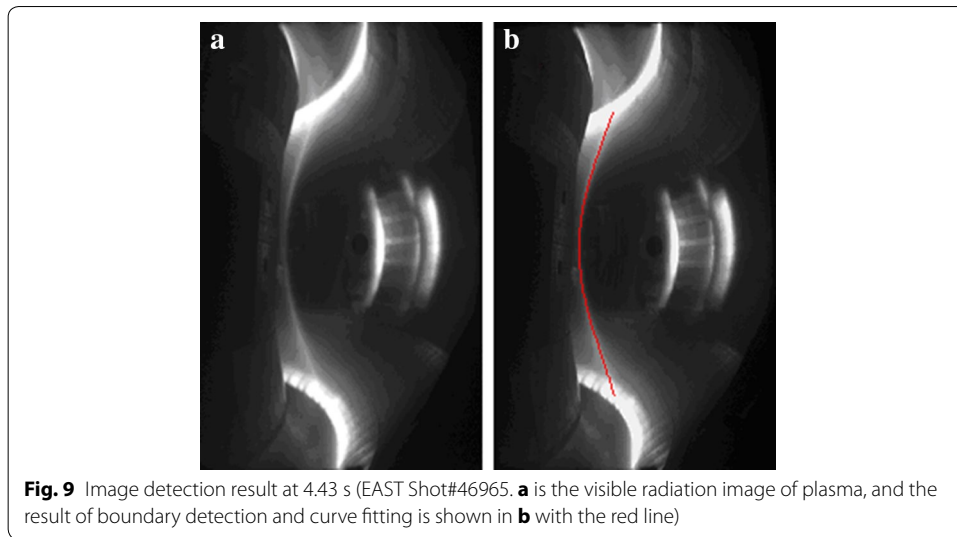 a b
Fig. 9 Image detection result at 4.43 s (EAST Shot#46965. a is the visible radiation image of plasma, and the
result of boundary detection and curve fitting is shown in b with the red line)